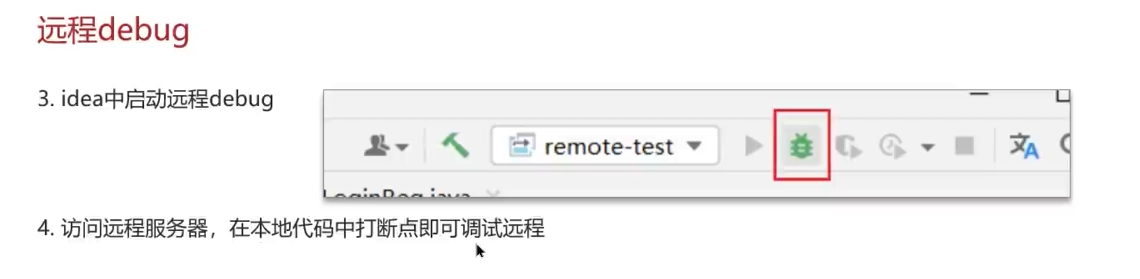 远程debug
3. idea中启动远程debug
remote-test
LoginReq.java
4. 访问远程服务器，在本地代码中打断点即可调试远程